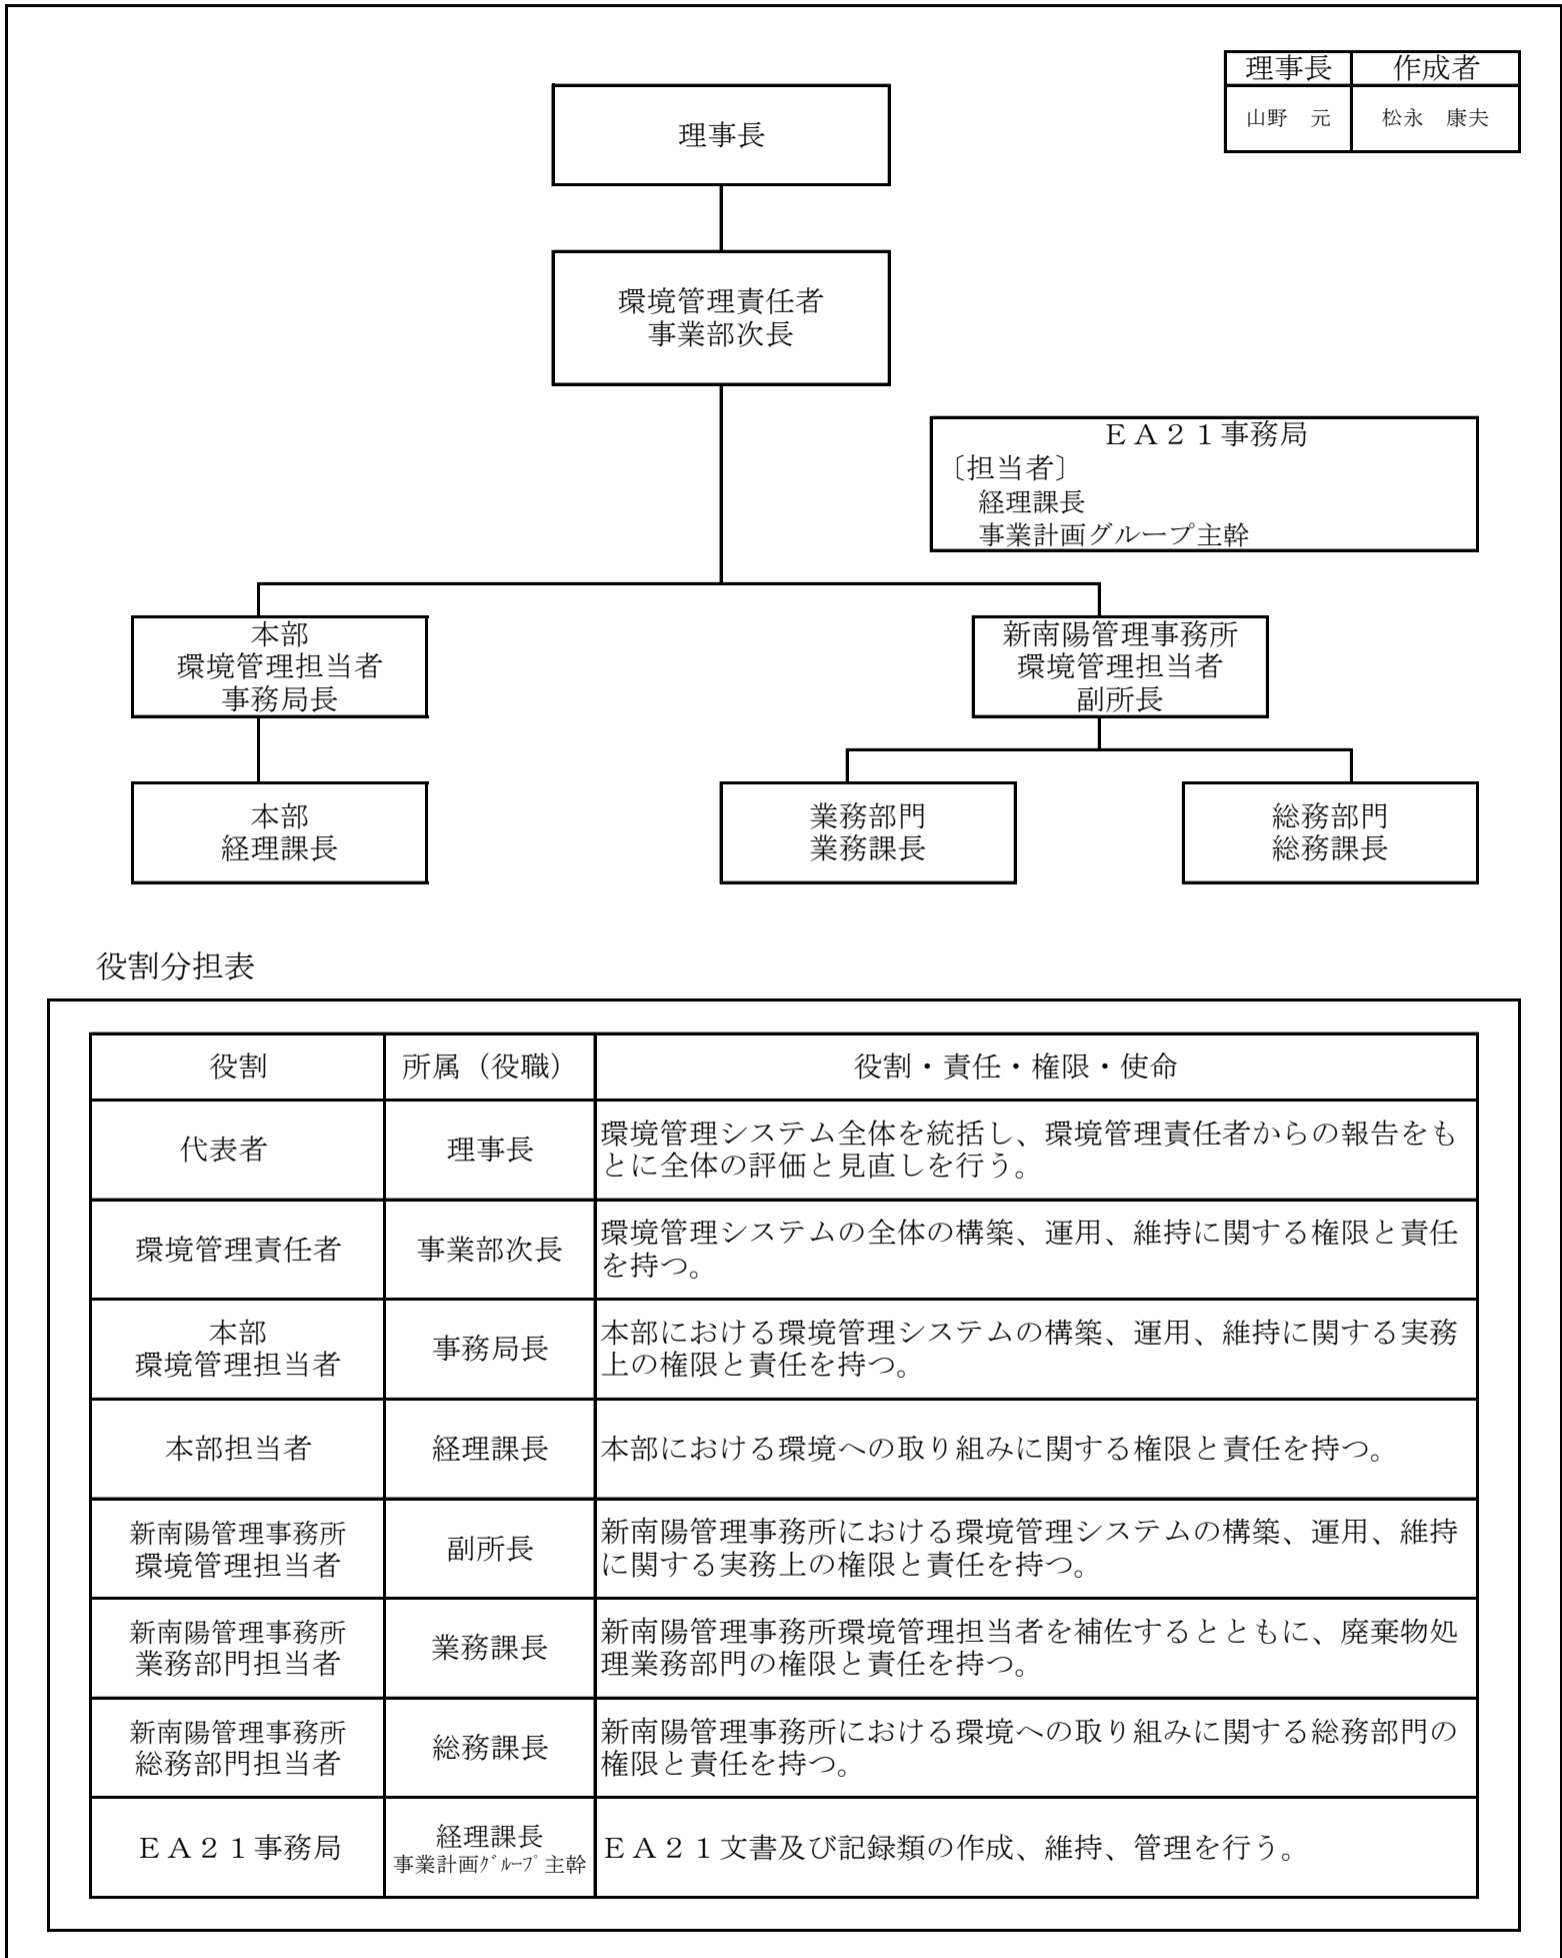 理事長 作成者
山野 元 松永 康夫
理事長
環境管理責任者
事業部次長
EA21事務局
〔担当者〕
経理課長
事業計画グループ主幹
本部
環境管理担当者
事務局長
新南陽管理事務所
環境管理担当者
副所長
本部
経理課長
業務部門
業務課長
総務部門
総務課長
役割分担表
役割 所属（役職） 役割・責任・権限・使命
代表者 理事長
環境管理システム全体を統括し、環境管理責任者からの報告をも
とに全体の評価と見直しを行う。
環境管理責任者 事業部次長
環境管理システムの全体の構築、運用、維持に関する権限と責任
を持つ。
本部
環境管理担当者
事務局長
本部における環境管理システムの構築、運用、維持に関する実務
上の権限と責任を持つ。
本部担当者 経理課長 本部における環境への取り組みに関する権限と責任を持つ。
新南陽管理事務所
環境管理担当者
副所長
新南陽管理事務所における環境管理システムの構築、運用、維持
に関する実務上の権限と責任を持つ。
新南陽管理事務所
業務部門担当者
業務課長
新南陽管理事務所環境管理担当者を補佐するとともに、廃棄物処
理業務部門の権限と責任を持つ。
新南陽管理事務所
総務部門担当者
総務課長
新南陽管理事務所における環境への取り組みに関する総務部門の
権限と責任を持つ。
EA21事務局
経理課長
事業計画ｸﾞﾙｰﾌﾟ主幹
EA21文書及び記録類の作成、維持、管理を行う。